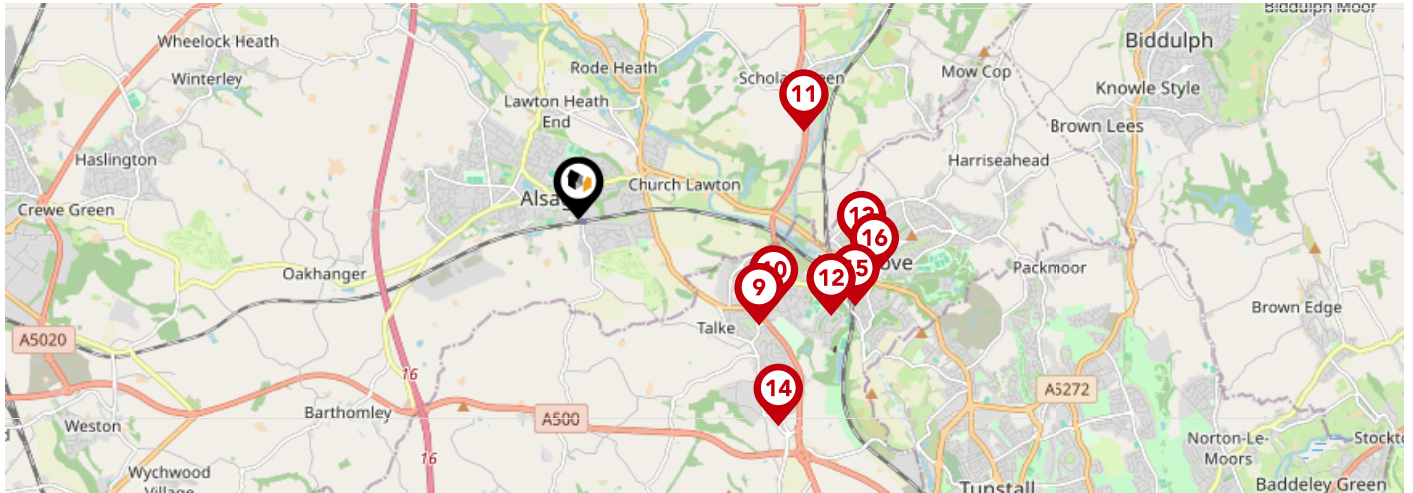 Biddulph Moor
Wheelock Heath
Biddulph
Rode Heath
Mow Cop
Winterley
Knowle Style
11
Lawton Heath
End
Brown Lees
Haslington
Harriseahead
Church Lawton
Crewe Green
16
Oakhanger
Packmoor
12
9
Brown Edge
Talke
A5020
16
14
A5272
Barthomley
A500
Weston
Norton-Le-
Moors
16
Wychwood
Village
Tunstall
Baddeley Green